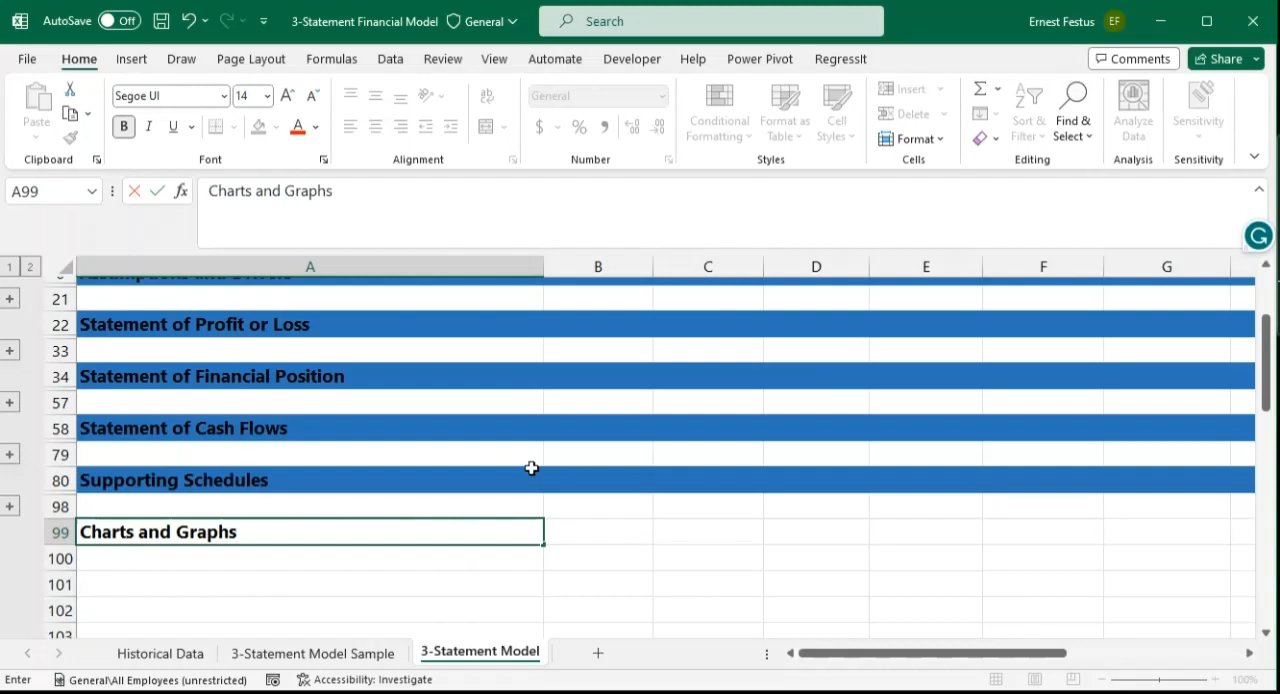 AutoSave Off 3-Statement Financial Model General Search Ernest Festus EF
File Home Insert Draw Page Layout Formulas Data Review View Automate Developer Help Power Pivot RegressIt Comments Share
Paste Segoe UI 14 A A General Conditional Formatting Format as Table Cell Styles Insert Delete Format Sort & Filter Find & Select Analyze Data Sensitivity
B I U A $ % 9
Clipboard Font Alignment Number Styles Cells Editing Analysis Sensitivity
A99 fx Charts and Graphs
1 2 A B C D E F G
21
22 Statement of Profit or Loss
33
34 Statement of Financial Position
57
58 Statement of Cash Flows
79
80 Supporting Schedules
98
99 Charts and Graphs
100
101
102
103
Historical Data 3-Statement Model Sample 3-Statement Model
Enter General\All Employees (unrestricted) Accessibility: Investigate 100%